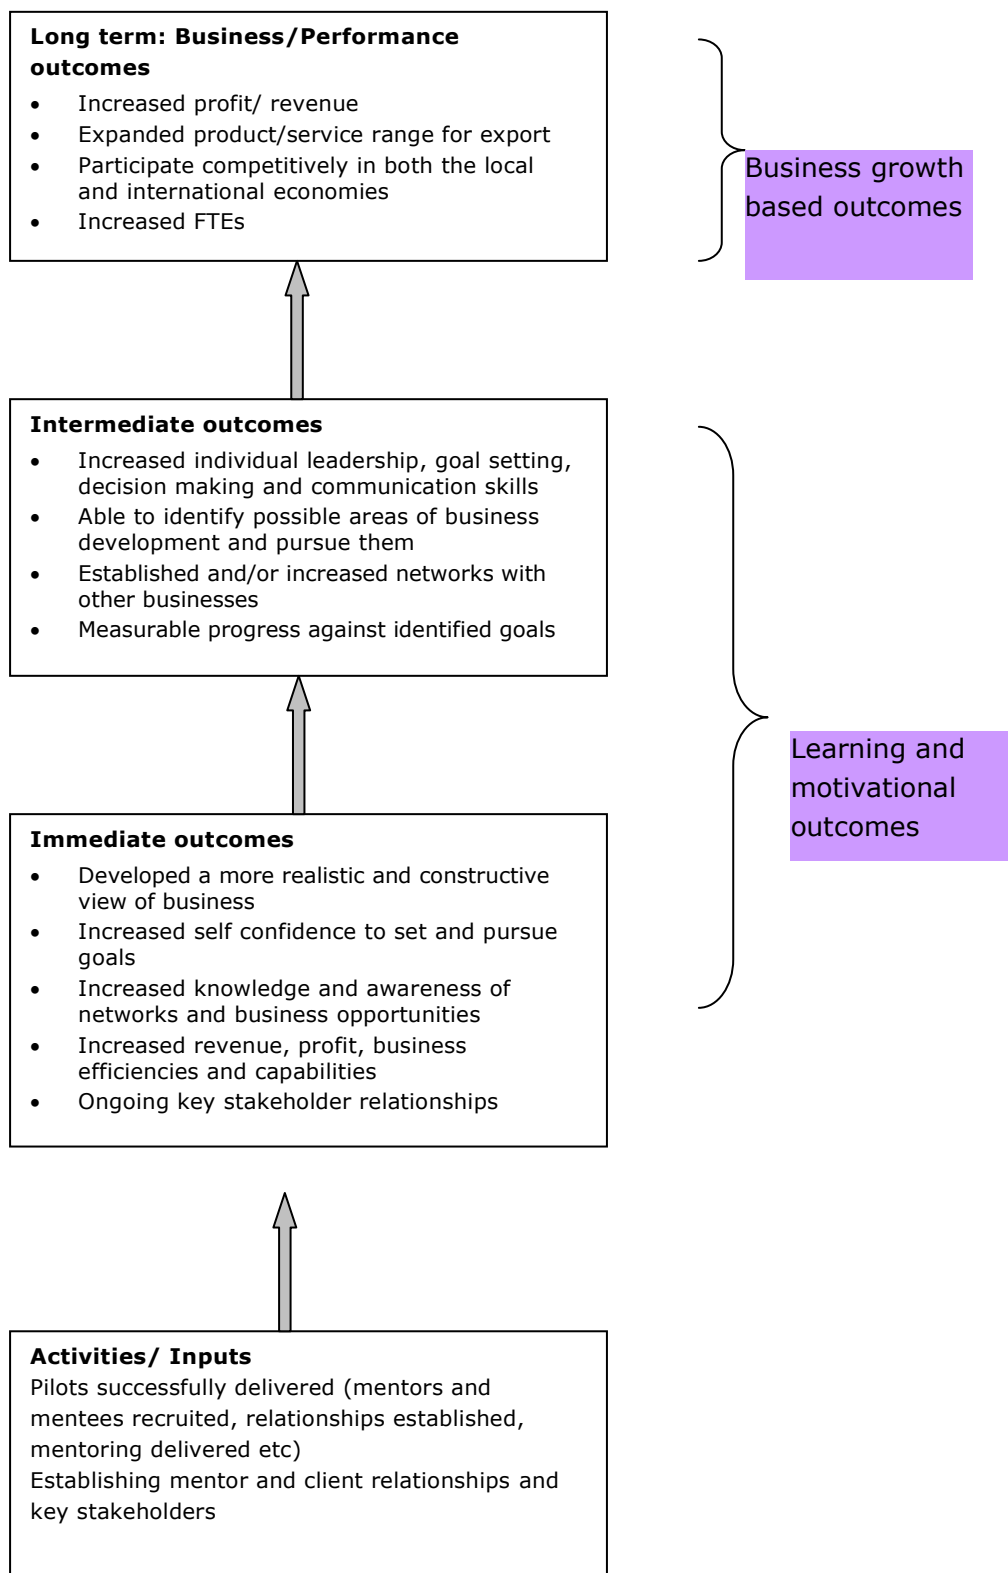 Long term: Business/Performance
outcomes
• Increased profit/ revenue
• Expanded product/service range for export
• Participate competitively in both the local
and international economies
• Increased FTEs
Business growth
based outcomes
Intermediate outcomes
• Increased individual leadership, goal setting,
decision making and communication skills
• Able to identify possible areas of business
development and pursue them
• Established and/or increased networks with
other businesses
• Measurable progress against identified goals
Learning and
motivational
outcomes
Immediate outcomes
• Developed a more realistic and constructive
view of business
• Increased self confidence to set and pursue
goals
• Increased knowledge and awareness of
networks and business opportunities
• Increased revenue, profit, business
efficiencies and capabilities
• Ongoing key stakeholder relationships
Activities/ Inputs
Pilots successfully delivered (mentors and
mentees recruited, relationships established,
mentoring delivered etc)
Establishing mentor and client relationships and
key stakeholders